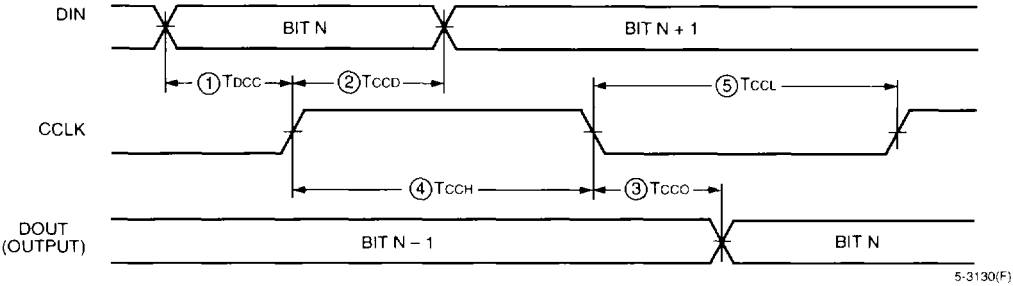 DIN
BIT N
BIT N + 1
① TDCC
② TCCD
⑤ TCCL
CCLK
④ TCCH
③ TCCO
DOUT
(OUTPUT)
BIT N – 1
BIT N
5-3130(F)